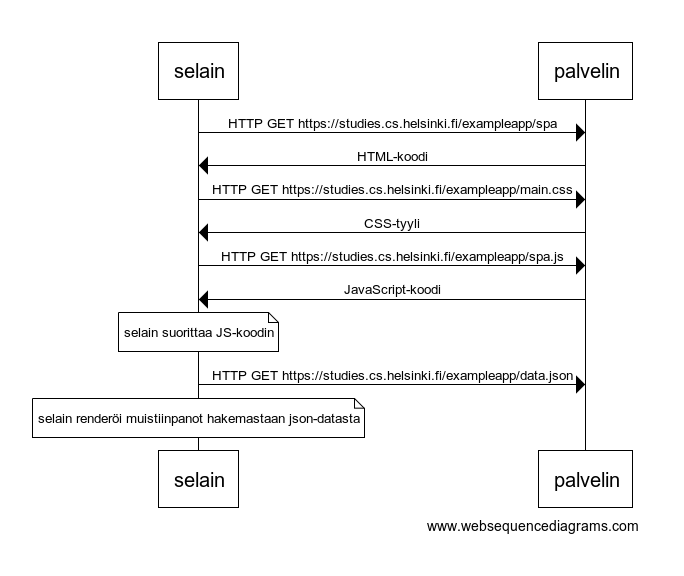 selain palvelin
HTTP GET https://studies.cs.helsinki.fi/exampleapp/spa
HTML-koodi
HTTP GET https://studies.cs.helsinki.fi/exampleapp/main.css
CSS-tyyli
HTTP GET https://studies.cs.helsinki.fi/exampleapp/spa.js
JavaScript-koodi
selain suorittaa JS-koodin
HTTP GET https://studies.cs.helsinki.fi/exampleapp/data.json
selain renderöi muistiinpanot hakemastaan json-datasta
selain palvelin
www.websequencediagrams.com